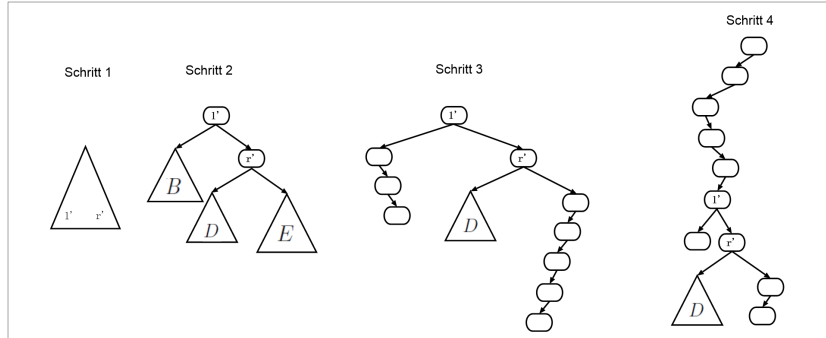 Schritt 1
l'
r'
Schritt 2
l'
r'
B
D
E
Schritt 3
l'
r'
D
Schritt 4
l'
r'
D